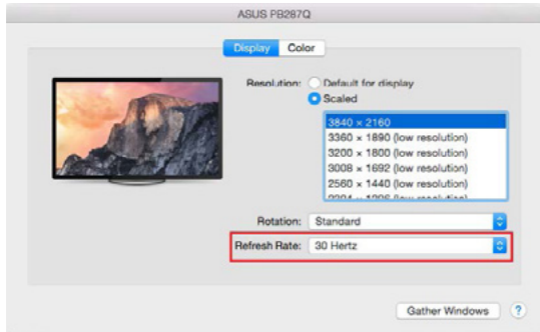 ASUS PB287Q
Display Color
Resolution: Default for display
Scaled
3840 × 2160
3360 × 1890 (low resolution)
3200 × 1800 (low resolution)
3008 × 1692 (low resolution)
2560 × 1440 (low resolution)
Rotation: Standard
Refresh Rate: 30 Hertz
Gather Windows ?